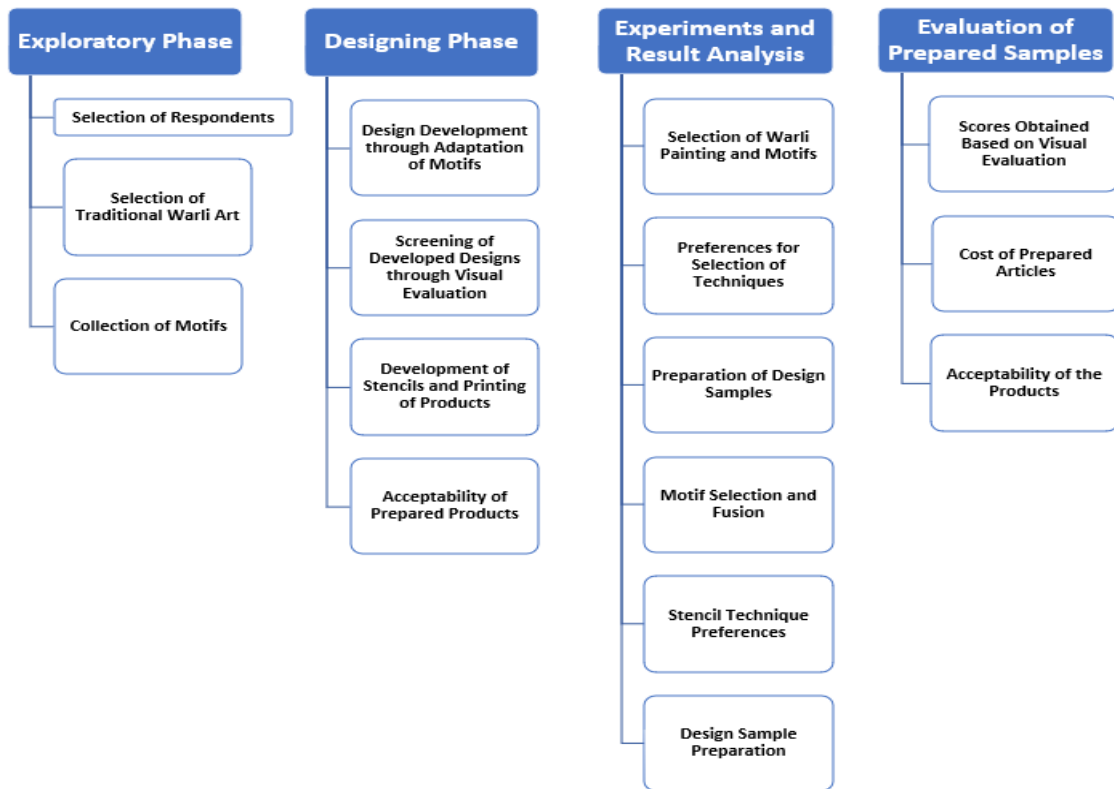 Exploratory Phase
Selection of Respondents
Selection of
Traditional Warli Art
Collection of Motifs
Designing Phase
Design Development
through Adaptation
of Motifs
Screening of
Developed Designs
through Visual
Evaluation
Development of
Stencils and Printing
of Products
Acceptability of
Prepared Products
Experiments and
Result Analysis
Selection of Warli
Painting and Motifs
Preferences for
Selection of
Techniques
Preparation of Design
Samples
Motif Selection and
Fusion
Stencil Technique
Preferences
Design Sample
Preparation
Evaluation of
Prepared Samples
Scores Obtained
Based on Visual
Evaluation
Cost of Prepared
Articles
Acceptability of the
Products